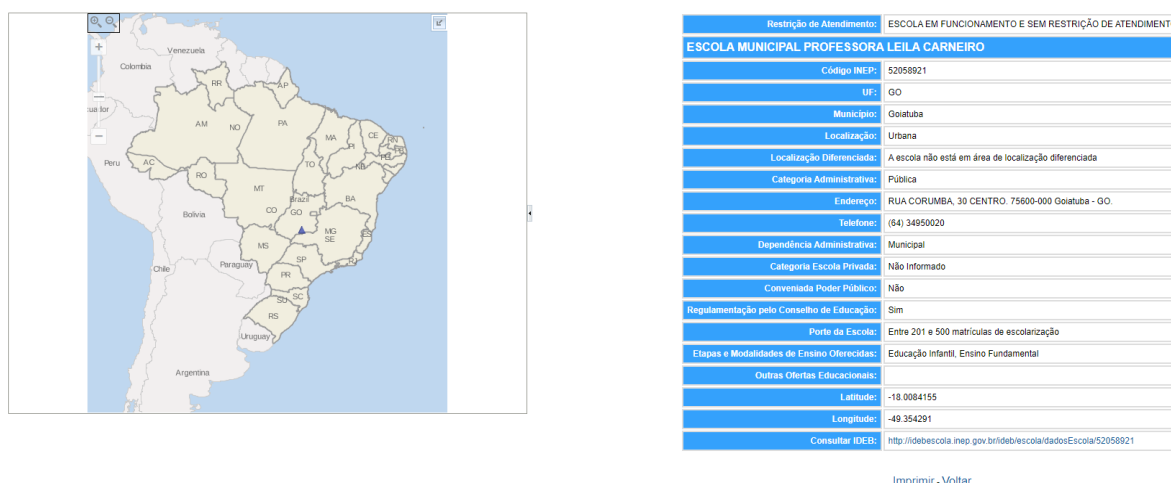 Venezuela
Colombia
RR
AP
AM
NO
PA
MA
CE
RN
PI
AC
TO
Peru
RO
MT
BA
Brazil
CO
GO
Bolivia
MG
SE
ES
MS
SP
RJ
Paraguay
Chile
PR
SU
SC
RS
Uruguay
Argentina
Restrição de Atendimento: ESCOLA EM FUNCIONAMENTO E SEM RESTRIÇÃO DE ATENDIMENT
ESCOLA MUNICIPAL PROFESSORA LEILA CARNEIRO
Código INEP: 52058921
UF: GO
Município: Goiatuba
Localização: Urbana
Localização Diferenciada: A escola não está em área de localização diferenciada
Categoria Administrativa: Pública
Endereço: RUA CORUMBA, 30 CENTRO. 75600-000 Goiatuba - GO.
Telefone: (64) 34950020
Dependência Administrativa: Municipal
Categoria Escola Privada: Não Informado
Conveniada Poder Público: Não
Regulamentação pelo Conselho de Educação: Sim
Porte da Escola: Entre 201 e 500 matrículas de escolarização
Etapas e Modalidades de Ensino Oferecidas: Educação Infantil, Ensino Fundamental
Outras Ofertas Educacionais:
Latitude: -18.0084155
Longitude: -49.354291
Consultar IDEB: http://idebescola.inep.gov.br/ideb/escola/dadosEscola/52058921
Imprimir - Voltar